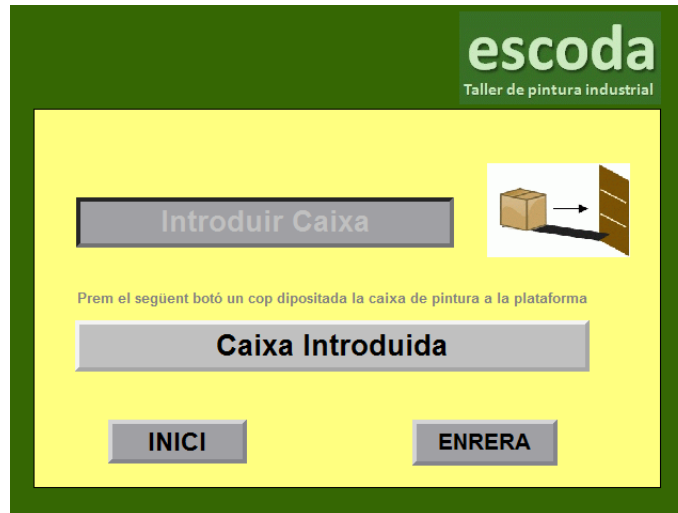 escoda
Taller de pintura industrial
Introduir Caixa
Prem el següent botó un cop dipositada la caixa de pintura a la plataforma
Caixa Introduida
INICI
ENRERA